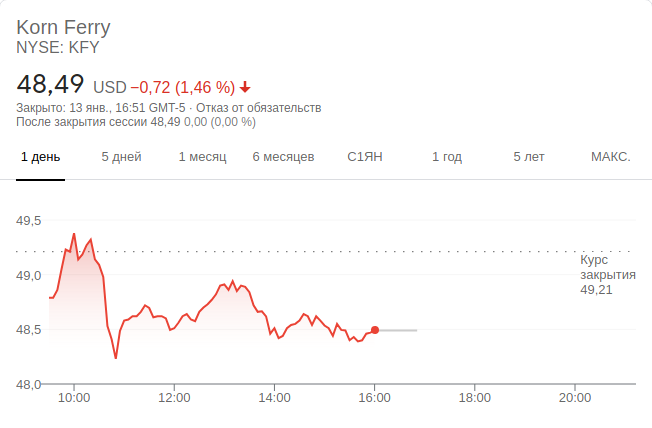 Korn Ferry
NYSE: KFY
48,49 USD −0,72 (1,46 %)
Закрыто: 13 янв., 16:51 GMT-5 · Отказ от обязательств
После закрытия сессии 48,49 0,00 (0,00 %)
1 день 5 дней 1 месяц 6 месяцев С1ЯН 1 год 5 лет МАКС.
49,5
Курс
закрытия
49,21
49,0
48,5
48,0
10:00 12:00 14:00 16:00 18:00 20:00